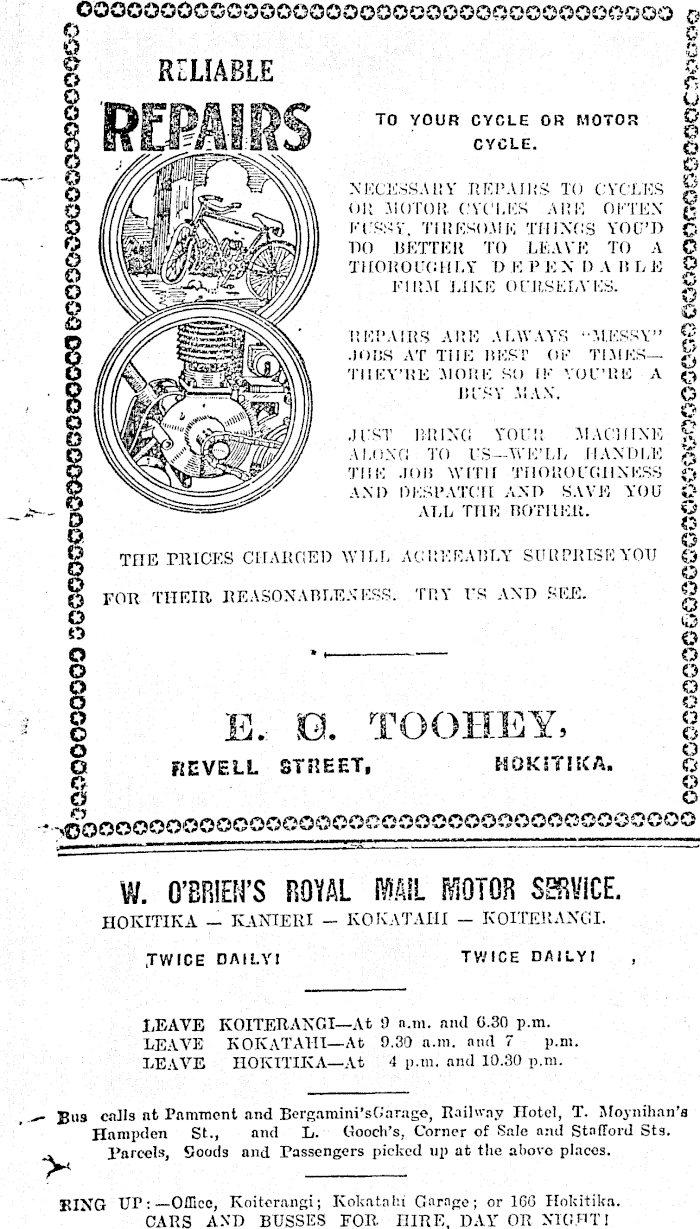 RELIABLE
REPAIRS
TO YOUR CYCLE OR MOTOR
CYCLE.
NECESSARY REPAIRS TO CYCLES
OR MOTOR CYCLES ARE OFTEN
FUSSY, TIRESOME THINGS YOU'D
DO BETTER TO LEAVE TO A
THOROUGHLY DEPENDABLE
FIRM LIKE OURSELVES.
REPAIRS ARE ALWAYS "MESSY"
JOBS AT THE BEST OF TIMES—
THEY'RE MORE SO IF YOU'RE A
BUSY MAN.
JUST BRING YOUR MACHINE
ALONG TO US—WE'LL HANDLE
THE JOB WITH THOROUGHNESS
AND DESPATCH AND SAVE YOU
ALL THE BOTHER.
THE PRICES CHARGED WILL AGREEABLY SURPRISE YOU
FOR THEIR REASONABLENESS. TRY US AND SEE.
E. C. TOOHEY,
REVELL STREET, HOKITIKA.
W. O'BRIEN'S ROYAL MAIL MOTOR SERVICE.
HOKITIKA — KANIERI — KOKATAHI — KOITERANGI.
TWICE DAILY! TWICE DAILY!
LEAVE KOITERANGI—At 9 a.m. and 6.30 p.m.
LEAVE KOKATAHI—At 9.30 a.m. and 7 p.m.
LEAVE HOKITIKA—At 4 p.m. and 10.30 p.m.
Bus calls at Pamment and Bergamini'sGarage, Railway Hotel, T. Moynihan's
Hampden St., and L. Gooch's, Corner of Sale and Stafford Sts.
Parcels, Goods and Passengers picked up at the above places.
RING UP:—Office, Koiterangi; Kokatahi Garage; or 166 Hokitika.
CARS AND BUSSES FOR HIRE, DAY OR NIGHT!